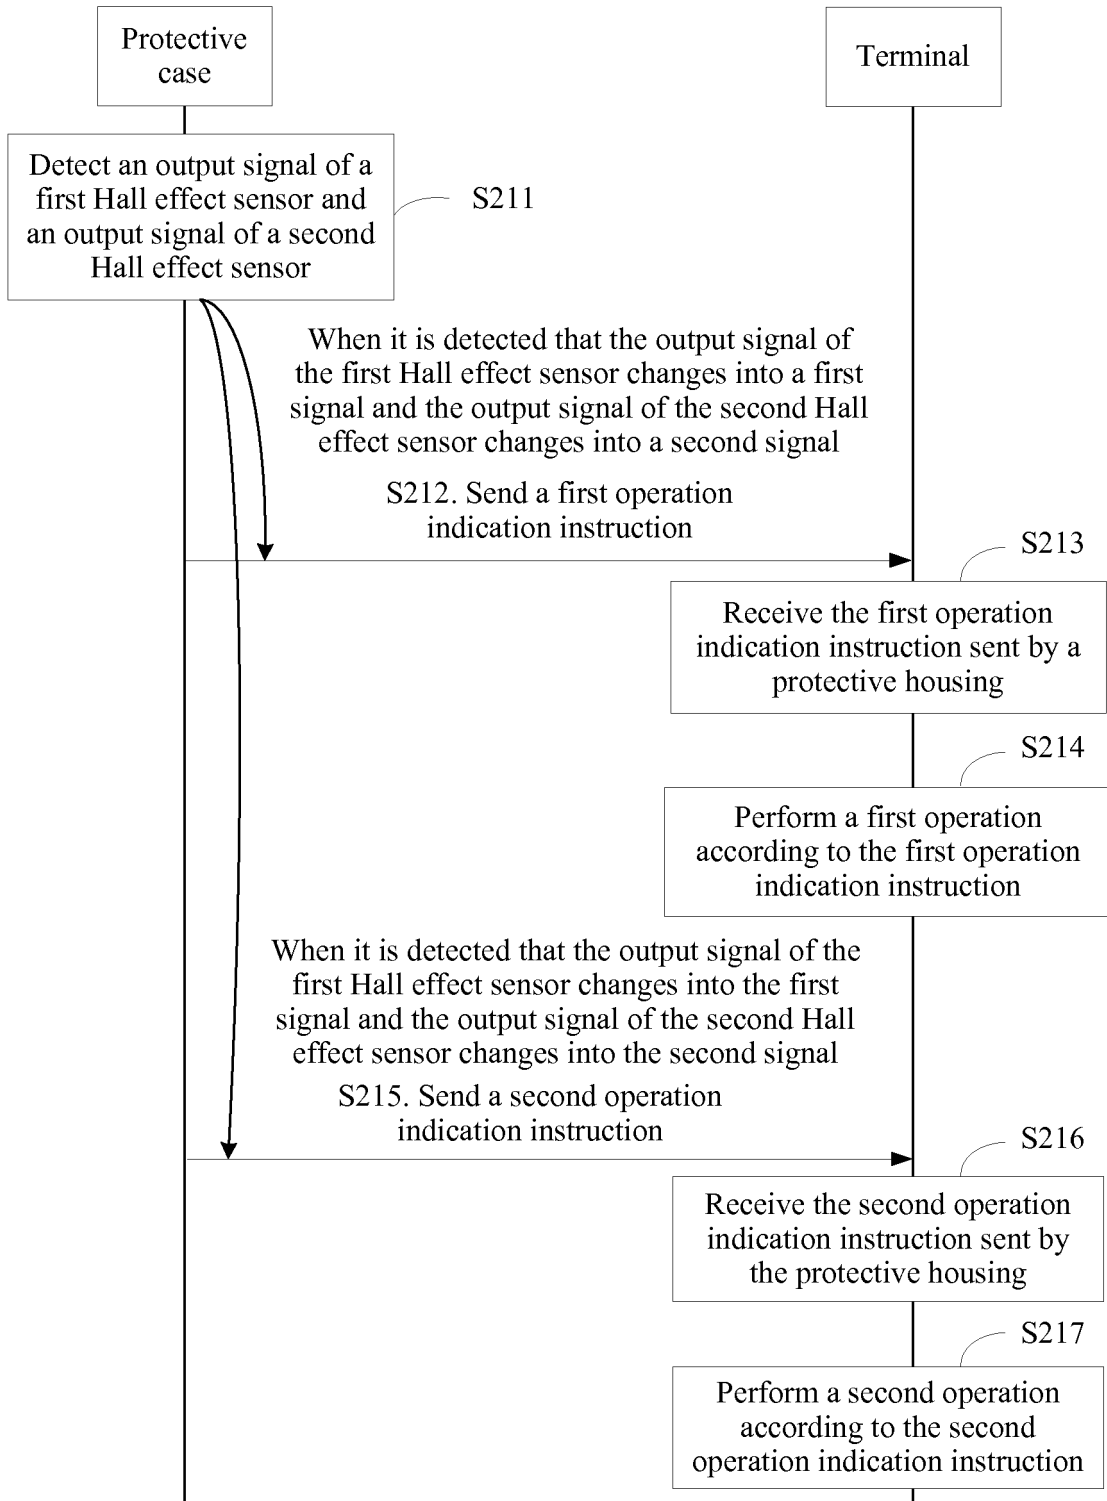 Protective
case
Terminal
Detect an output signal of a
first Hall effect sensor and
an output signal of a second
Hall effect sensor
S211
When it is detected that the output signal of
the first Hall effect sensor changes into a first
signal and the output signal of the second Hall
effect sensor changes into a second signal
S212. Send a first operation
indication instruction
S213
Receive the first operation
indication instruction sent by a
protective housing
S214
Perform a first operation
according to the first operation
indication instruction
When it is detected that the output signal of the
first Hall effect sensor changes into the first
signal and the output signal of the second Hall
effect sensor changes into the second signal
S215. Send a second operation
indication instruction
S216
Receive the second operation
indication instruction sent by
the protective housing
S217
Perform a second operation
according to the second
operation indication instruction